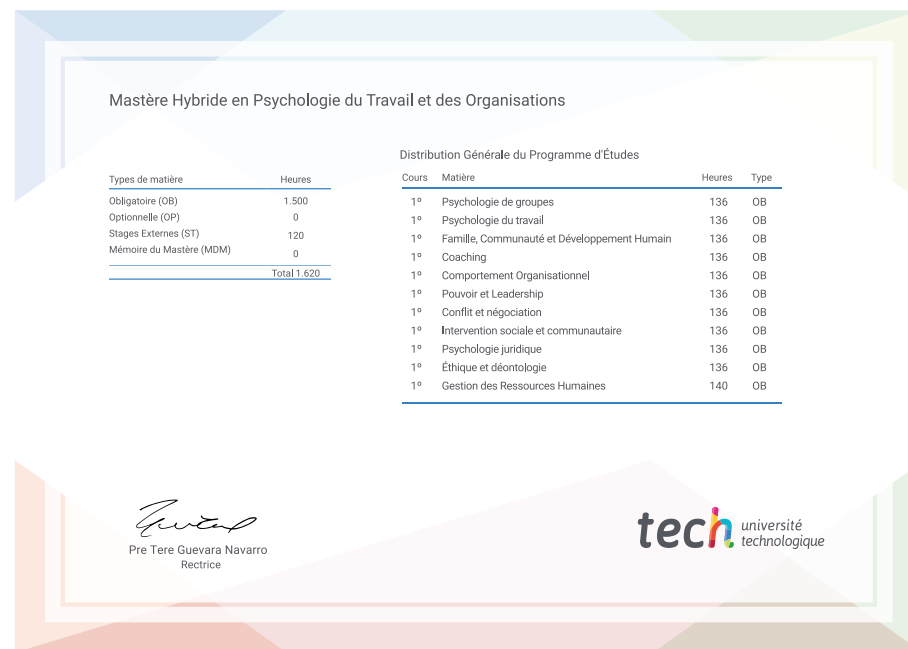 Mastère Hybride en Psychologie du Travail et des Organisations
Types de matière Heures
Obligatoire (OB) 1.500
Optionnelle (OP) 0
Stages Externes (ST) 120
Mémoire du Mastère (MDM) 0
Total 1.620
Distribution Générale du Programme d'Études
Cours Matière Heures Type
1º Psychologie de groupes 136 OB
1º Psychologie du travail 136 OB
1º Famille, Communauté et Développement Humain 136 OB
1º Coaching 136 OB
1º Comportement Organisationnel 136 OB
1º Pouvoir et Leadership 136 OB
1º Conflit et négociation 136 OB
1º Intervention sociale et communautaire 136 OB
1º Psychologie juridique 136 OB
1º Éthique et déontologie 136 OB
1º Gestion des Ressources Humaines 140 OB
Pre Tere Guevara Navarro
Rectrice
tech université
technologique